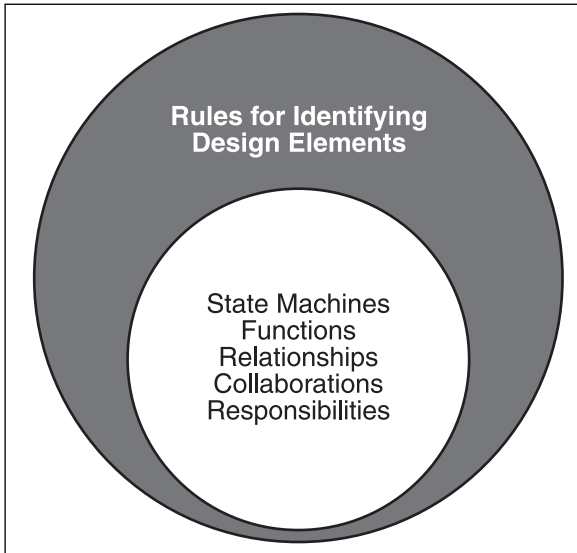 Rules for Identifying
Design Elements
State Machines
Functions
Relationships
Collaborations
Responsibilities